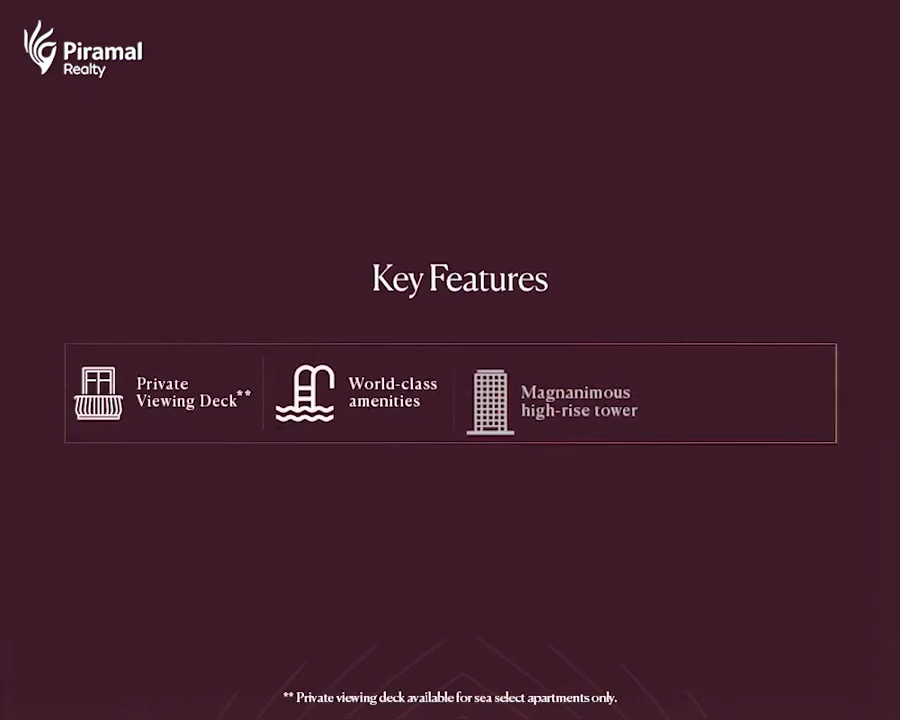 Piramal
Realty
Key Features
Private
Viewing Deck**
World-class
amenities
Magnanimous
high-rise tower
** Private viewing deck available for sea select apartments only.